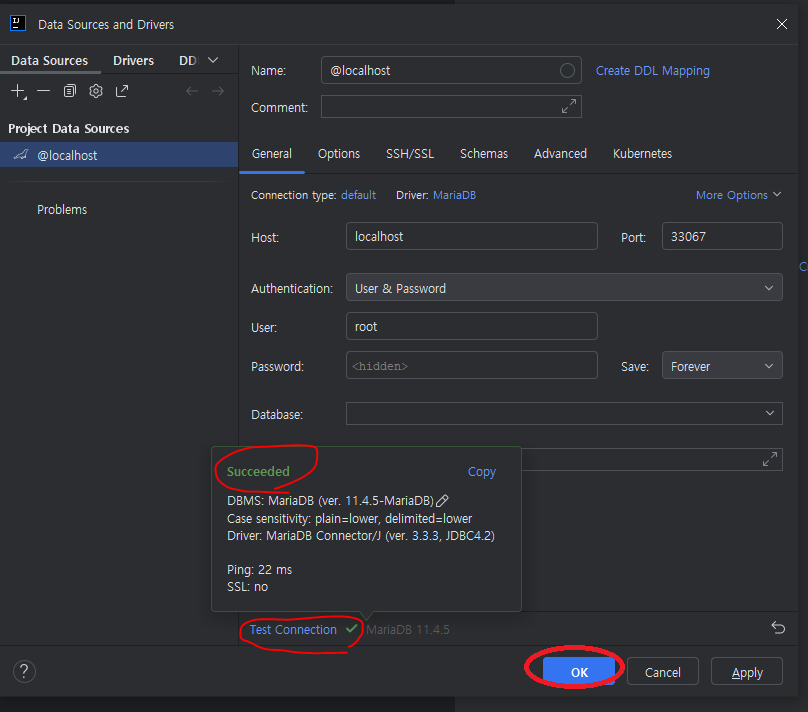 Data Sources and Drivers
Data Sources Drivers DD
Project Data Sources
@localhost
Problems
Name: @localhost Create DDL Mapping
Comment:
General Options SSH/SSL Schemas Advanced Kubernetes
Connection type: default Driver: MariaDB More Options
Host: localhost Port: 33067
Authentication: User & Password
User: root
Password: <hidden> Save: Forever
Database:
Succeeded Copy
DBMS: MariaDB (ver. 11.4.5-MariaDB)
Case sensitivity: plain=lower, delimited=lower
Driver: MariaDB Connector/J (ver. 3.3.3, JDBC4.2)
Ping: 22 ms
SSL: no
Test Connection MariaDB 11.4.5
? OK Cancel Apply